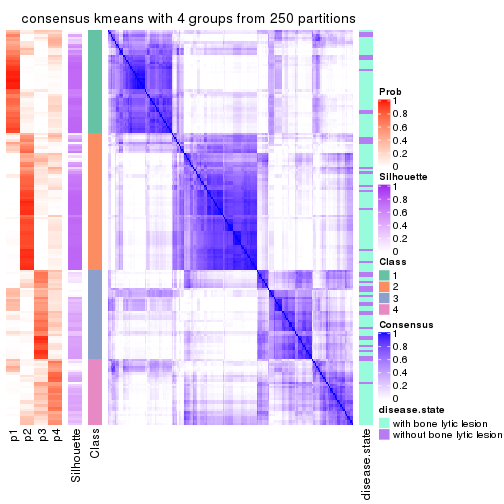 consensus kmeans with 4 groups from 250 partitions
Prob
1
0.8
0.6
0.4
0.2
0
Silhouette
1
0.8
0.6
0.4
0.2
0
Class
1
2
3
4
Consensus
1
0.8
0.6
0.4
0.2
0
disease.state
with bone lytic lesion
without bone lytic lesion
p1
p2
p3
p4
Silhouette
Class
disease.state